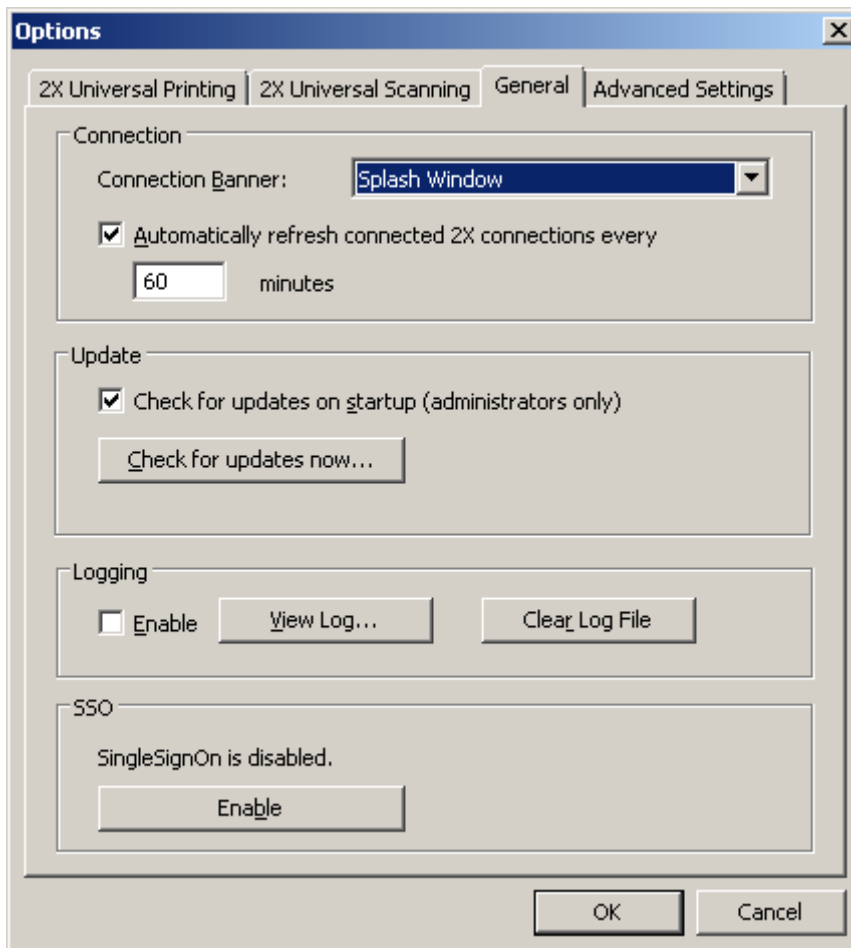 Options
2X Universal Printing 2X Universal Scanning General Advanced Settings
Connection
Connection Banner: Splash Window
Automatically refresh connected 2X connections every
60 minutes
Update
Check for updates on startup (administrators only)
Check for updates now...
Logging
Enable View Log... Clear Log File
SSO
SingleSignOn is disabled.
Enable
OK Cancel